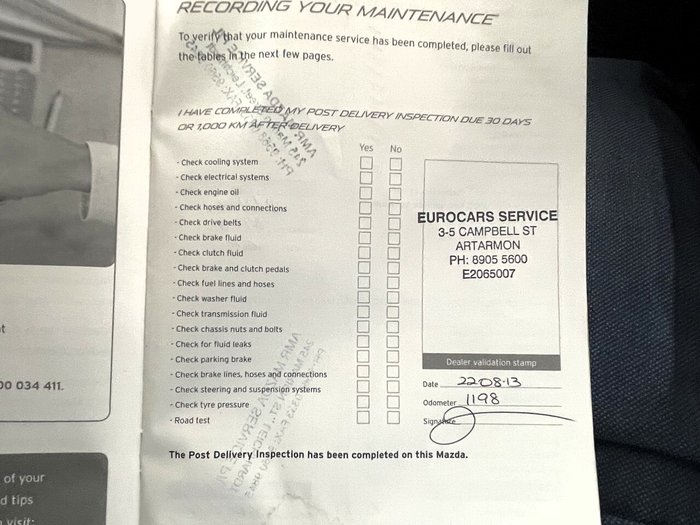 RECORDING YOUR MAINTENANCE
To verify that your maintenance service has been completed, please fill out
the tables in the next few pages.
I HAVE COMPLETED MY POST DELIVERY INSPECTION DUE 30 DAYS
OR 1,000 KM AFTER DELIVERY
Yes No
- Check cooling system
- Check electrical systems
- Check engine oil
- Check hoses and connections
- Check drive belts
- Check brake fluid
- Check clutch fluid
- Check brake and clutch pedals
- Check fuel lines and hoses
- Check washer fluid
- Check transmission fluid
- Check chassis nuts and bolts
- Check for fluid leaks
- Check parking brake
- Check brake lines, hoses and connections
- Check steering and suspension systems
- Check tyre pressure
- Road test
EUROCARS SERVICE
3-5 CAMPBELL ST
ARTARMON
PH: 8905 5600
E2065007
Dealer validation stamp
Date 22·08·13
Odometer 1198
Signature
The Post Delivery Inspection has been completed on this Mazda.
t
00 034 411.
of your
d tips
visit: